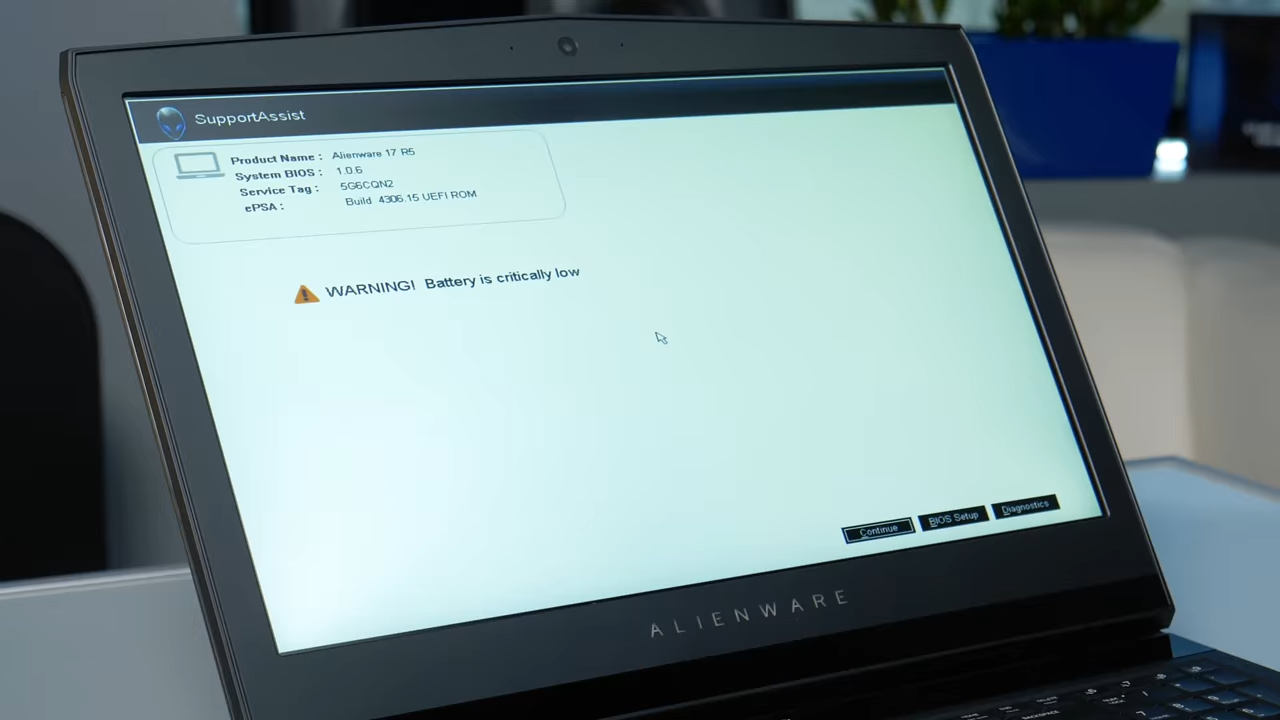 SupportAssist
Product Name : Alienware 17 R5
System BIOS : 1.0.6
Service Tag : 5G6CQN2
ePSA : Build 4306.15 UEFI ROM
WARNING! Battery is critically low
Continue
BIOS Setup
Diagnostics
ALIENWARE
BACKSPACE